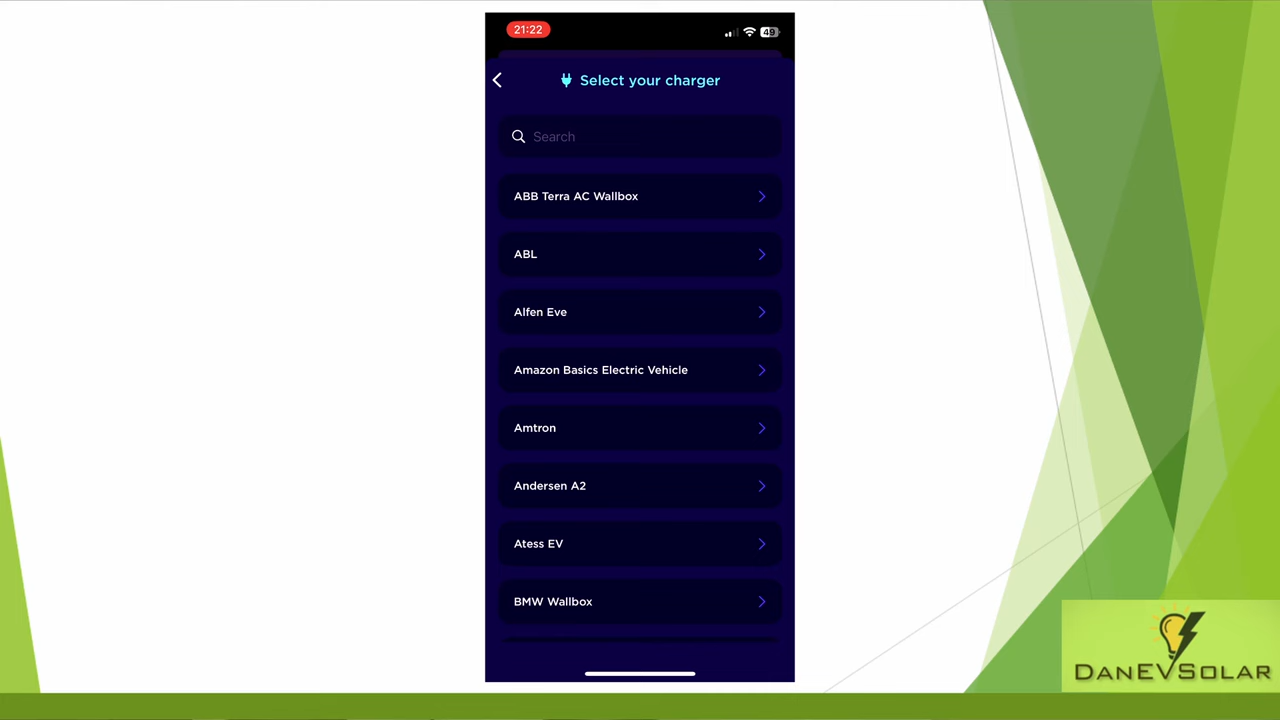 21:22
49
Select your charger
Search
ABB Terra AC Wallbox
ABL
Alfen Eve
Amazon Basics Electric Vehicle
Amtron
Andersen A2
Atess EV
BMW Wallbox
DanEVSolar